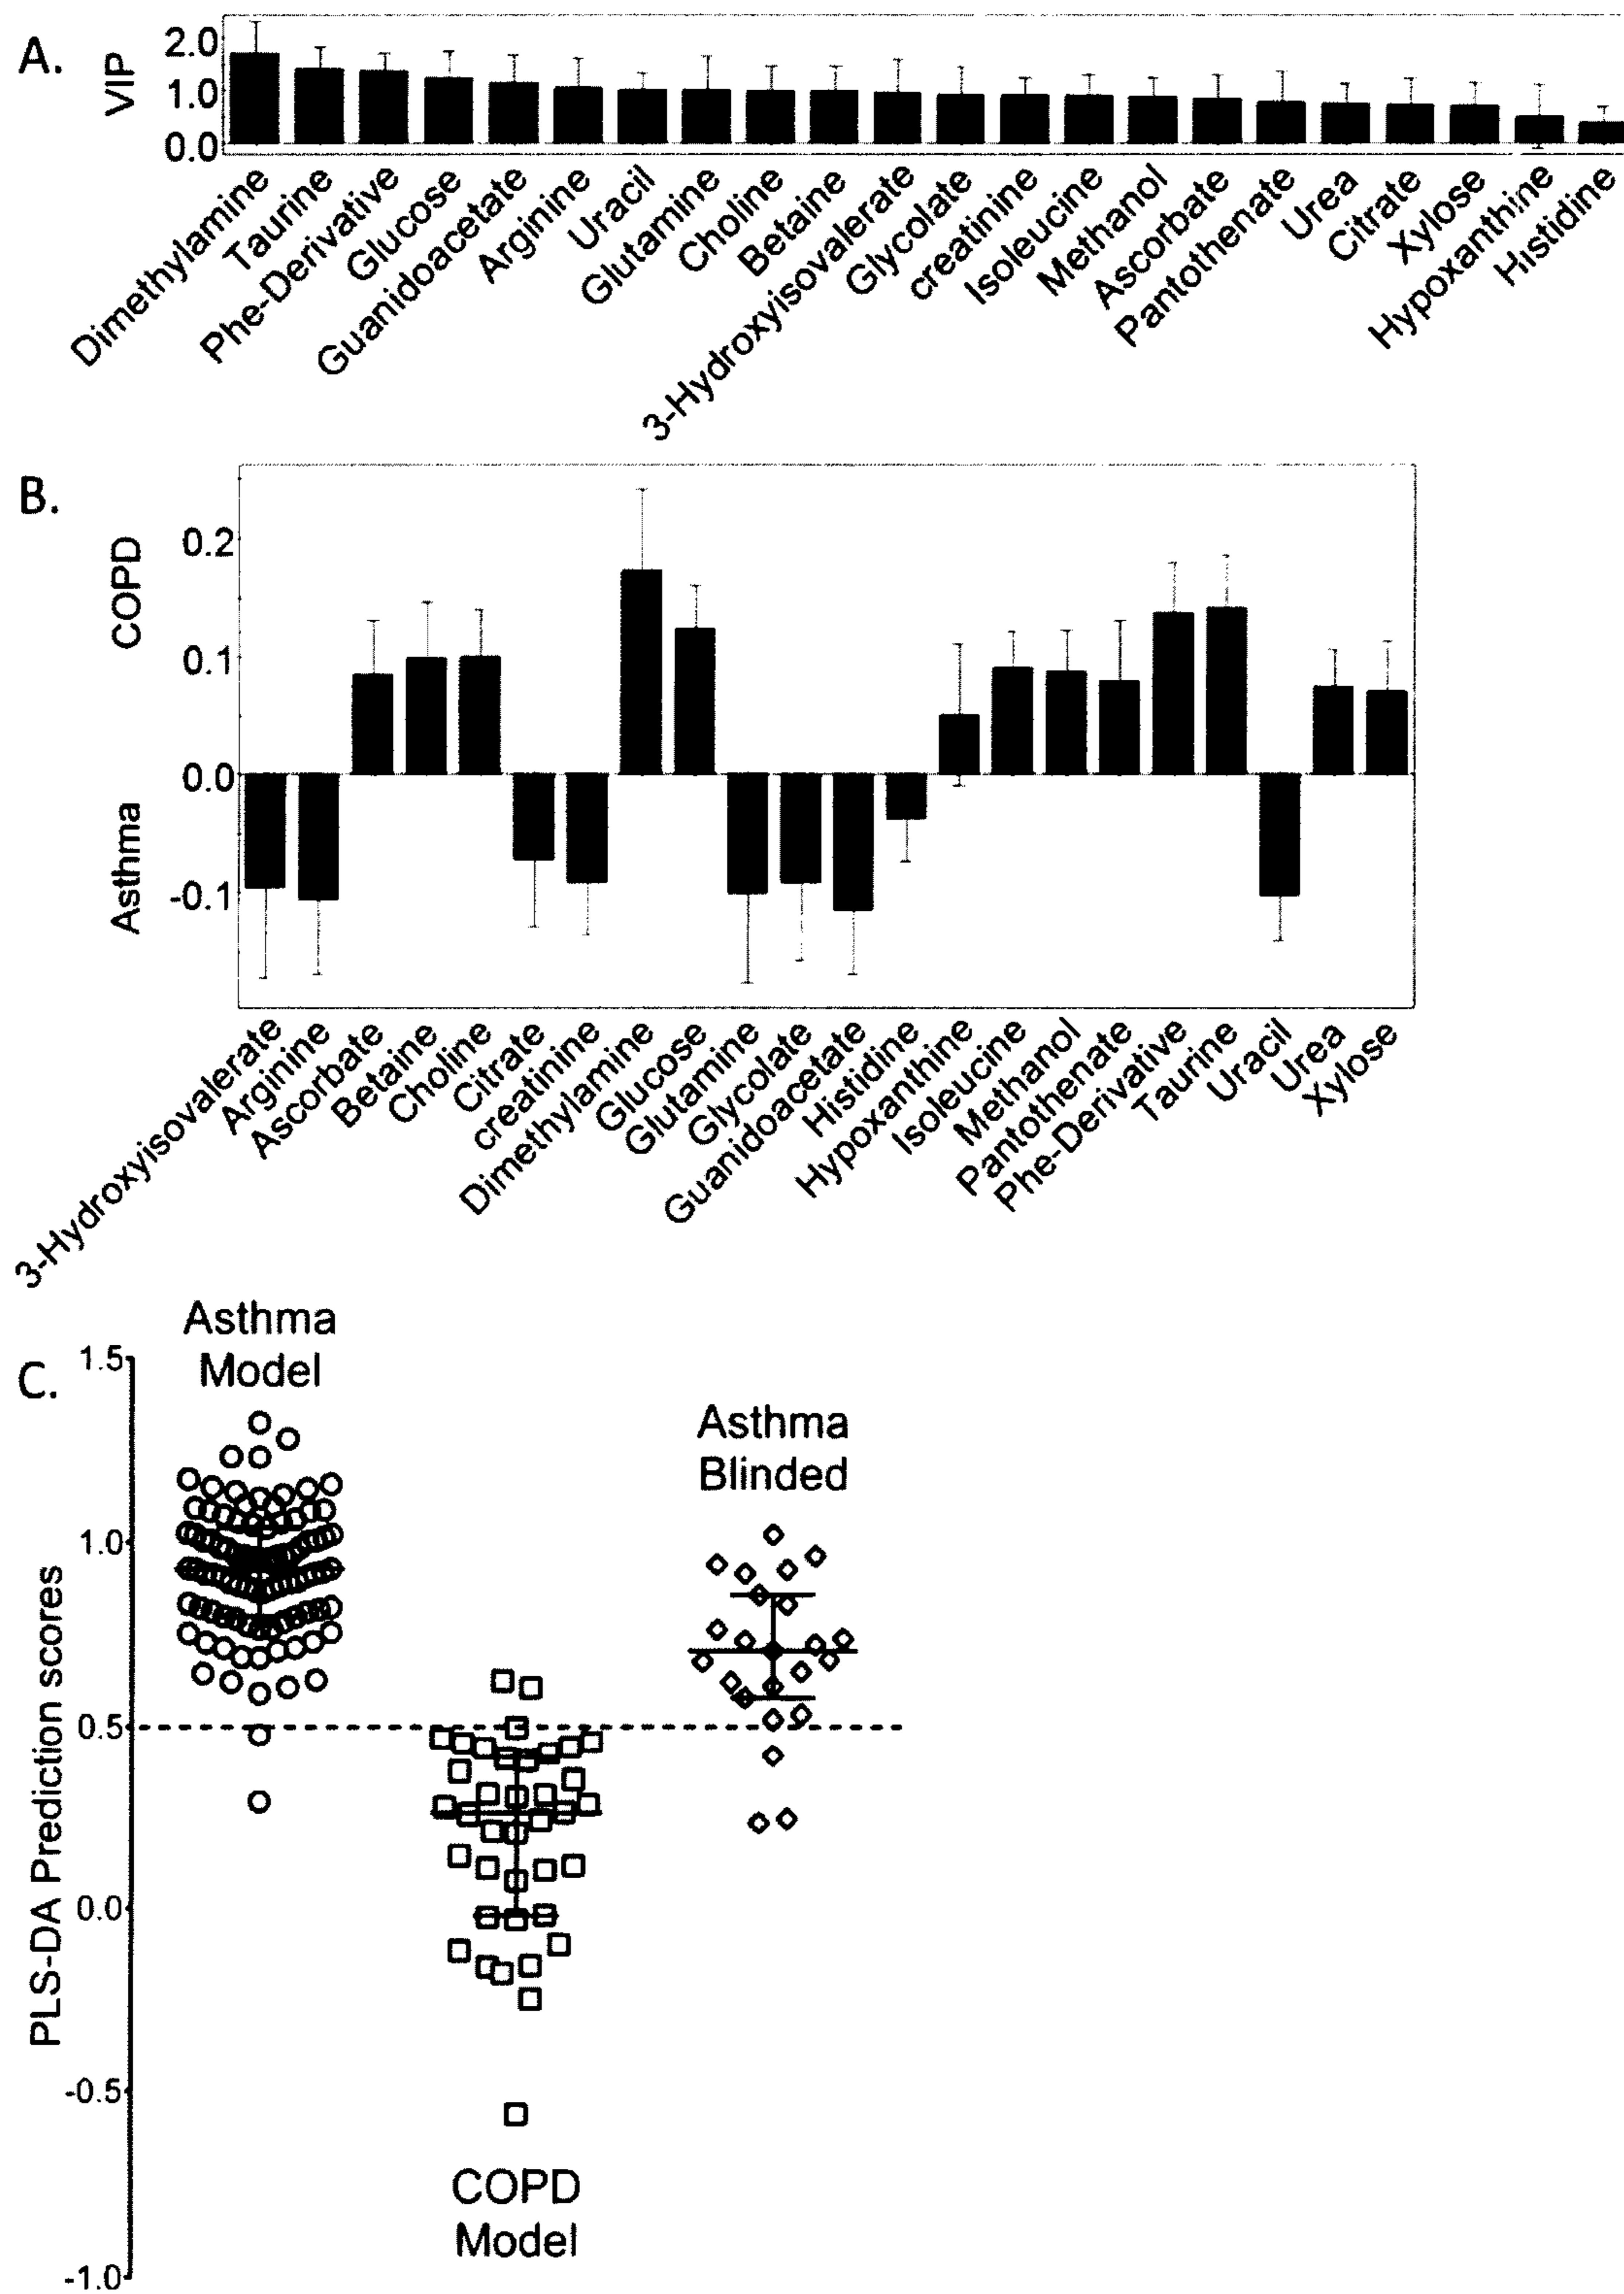 A.
VIP
2.0
1.0
0.0
Dimethylamine
Taurine
Phe-Derivative
Glucose
Guanidoacetate
Arginine
Uracil
Glutamine
Choline
Betaine
3-Hydroxyisovalerate
Glycolate
creatinine
Isoleucine
Methanol
Ascorbate
Pantothenate
Urea
Citrate
Xylose
Hypoxanthine
Histidine
B.
COPD
Asthma
0.2
0.1
0.0
-0.1
3-Hydroxyisovalerate
Arginine
Ascorbate
Betaine
Choline
Citrate
creatinine
Dimethylamine
Glucose
Glutamine
Glycolate
Guanidoacetate
Histidine
Hypoxanthine
Isoleucine
Methanol
Pantothenate
Phe-Derivative
Taurine
Uracil
Urea
Xylose
C.
PLS-DA Prediction scores
1.5
1.0
0.5
0.0
-0.5
-1.0
Asthma
Model
Asthma
Blinded
COPD
Model